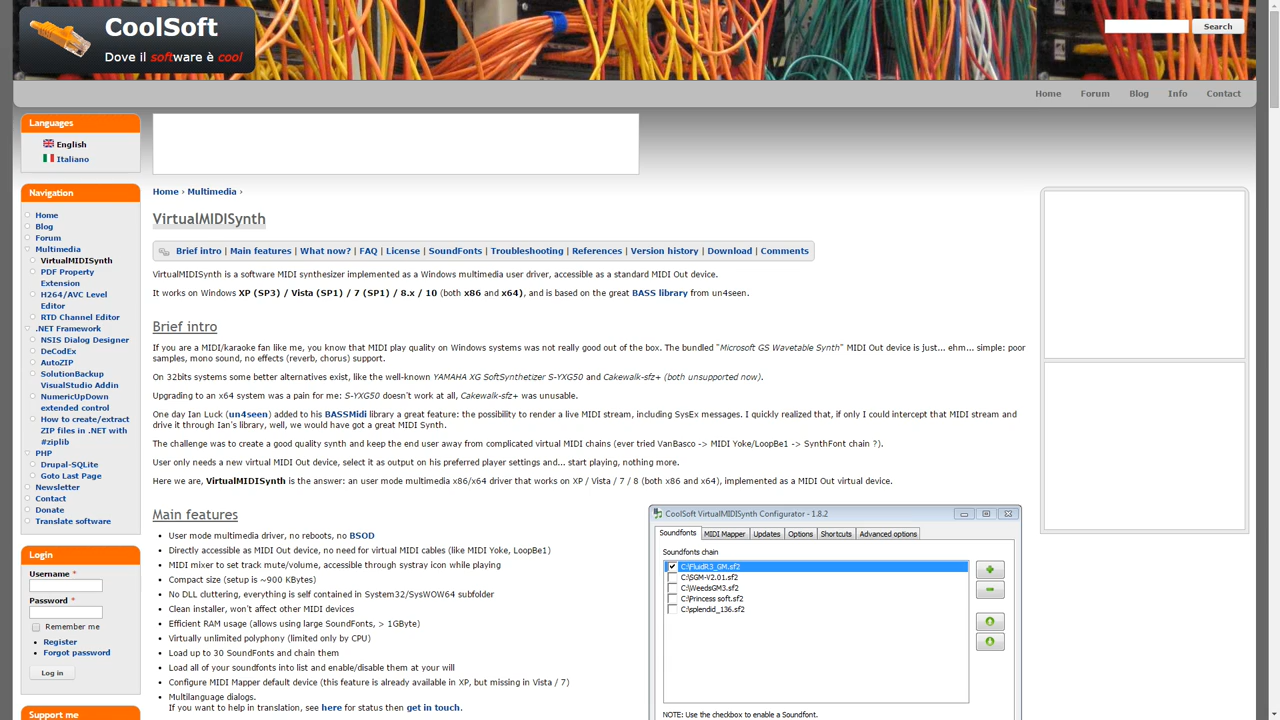 CoolSoft
Dove il software è cool
Search
Home Forum Blog Info Contact
Languages
English
Italiano
Navigation
Home
Blog
Forum
Multimedia
VirtualMIDISynth
PDF Property
Extension
H264/AVC Level
Editor
RTD Channel Editor
.NET Framework
NSIS Dialog Designer
DeCodEx
AutoZIP
SolutionBackup
VisualStudio Addin
NumericUpDown
extended control
How to create/extract
ZIP files in .NET with
#ziplib
PHP
Drupal-SQLite
Goto Last Page
Newsletter
Contact
Donate
Translate software
Login
Username *
Password *
Remember me
Register
Forgot password
Log in
Support me
Home › Multimedia ›
VirtualMIDISynth
Brief intro | Main features | What now? | FAQ | License | SoundFonts | Troubleshooting | References | Version history | Download | Comments
VirtualMIDISynth is a software MIDI synthesizer implemented as a Windows multimedia user driver, accessible as a standard MIDI Out device.
It works on Windows XP (SP3) / Vista (SP1) / 7 (SP1) / 8.x / 10 (both x86 and x64), and is based on the great BASS library from un4seen.
Brief intro
If you are a MIDI/karaoke fan like me, you know that MIDI play quality on Windows systems was not really good out of the box. The bundled "Microsoft GS Wavetable Synth" MIDI Out device is just... ehm... simple: poor
samples, mono sound, no effects (reverb, chorus) support.
On 32bits systems some better alternatives exist, like the well-known YAMAHA XG SoftSynthetizer S-YXG50 and Cakewalk-sfz+ (both unsupported now).
Upgrading to an x64 system was a pain for me: S-YXG50 doesn't work at all, Cakewalk-sfz+ was unusable.
One day Ian Luck (un4seen) added to his BASSMidi library a great feature: the possibility to render a live MIDI stream, including SysEx messages. I quickly realized that, if only I could intercept that MIDI stream and
drive it through Ian's library, well, we would have got a great MIDI Synth.
The challenge was to create a good quality synth and keep the end user away from complicated virtual MIDI chains (ever tried VanBasco -> MIDI Yoke/LoopBe1 -> SynthFont chain ?).
User only needs a new virtual MIDI Out device, select it as output on his preferred player settings and... start playing, nothing more.
Here we are, VirtualMIDISynth is the answer: an user mode multimedia x86/x64 driver that works on XP / Vista / 7 / 8 (both x86 and x64), implemented as a MIDI Out virtual device.
Main features
User mode multimedia driver, no reboots, no BSOD
Directly accessible as MIDI Out device, no need for virtual MIDI cables (like MIDI Yoke, LoopBe1)
MIDI mixer to set track mute/volume, accessible through systray icon while playing
Compact size (setup is ~900 KBytes)
No DLL cluttering, everything is self contained in System32/SysWOW64 subfolder
Clean installer, won't affect other MIDI devices
Efficient RAM usage (allows using large SoundFonts, > 1GByte)
Virtually unlimited polyphony (limited only by CPU)
Load up to 30 SoundFonts and chain them
Load all of your soundfonts into list and enable/disable them at your will
Configure MIDI Mapper default device (this feature is already available in XP, but missing in Vista / 7)
Multilanguage dialogs.
If you want to help in translation, see here for status then get in touch.
CoolSoft VirtualMIDISynth Configurator - 1.8.2
Soundfonts MIDI Mapper Updates Options Shortcuts Advanced options
Soundfonts chain
C:\FluidR3_GM.sf2
C:\SGM-V2.01.sf2
C:\WeedsGM3.sf2
C:\Princess soft.sf2
C:\splendid_136.sf2
NOTE: Use the checkbox to enable a Soundfont.